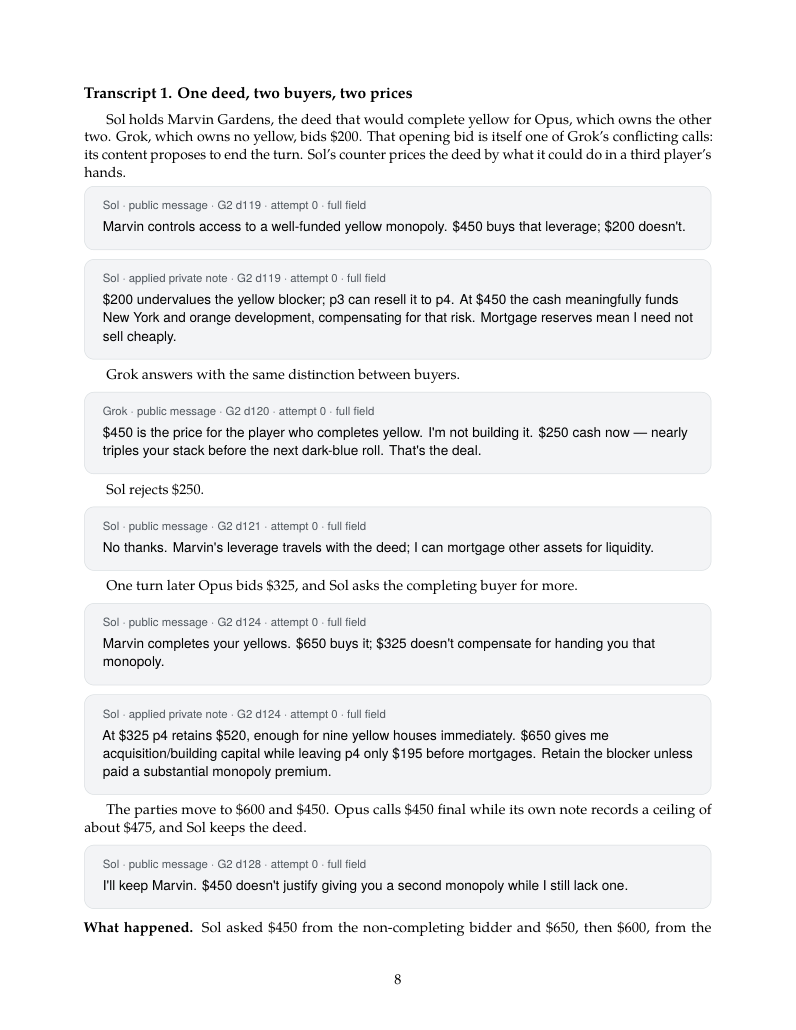 Transcript 1. One deed, two buyers, two prices
Sol holds Marvin Gardens, the deed that would complete yellow for Opus, which owns the other
two. Grok, which owns no yellow, bids $200. That opening bid is itself one of Grok's conflicting calls:
its content proposes to end the turn. Sol's counter prices the deed by what it could do in a third player's
hands.
Sol · public message · G2 d119 · attempt 0 · full field
Marvin controls access to a well-funded yellow monopoly. $450 buys that leverage; $200 doesn't.
Sol · applied private note · G2 d119 · attempt 0 · full field
$200 undervalues the yellow blocker; p3 can resell it to p4. At $450 the cash meaningfully funds
New York and orange development, compensating for that risk. Mortgage reserves mean I need not
sell cheaply.
Grok answers with the same distinction between buyers.
Grok · public message · G2 d120 · attempt 0 · full field
$450 is the price for the player who completes yellow. I'm not building it. $250 cash now — nearly
triples your stack before the next dark-blue roll. That's the deal.
Sol rejects $250.
Sol · public message · G2 d121 · attempt 0 · full field
No thanks. Marvin's leverage travels with the deed; I can mortgage other assets for liquidity.
One turn later Opus bids $325, and Sol asks the completing buyer for more.
Sol · public message · G2 d124 · attempt 0 · full field
Marvin completes your yellows. $650 buys it; $325 doesn't compensate for handing you that
monopoly.
Sol · applied private note · G2 d124 · attempt 0 · full field
At $325 p4 retains $520, enough for nine yellow houses immediately. $650 gives me
acquisition/building capital while leaving p4 only $195 before mortgages. Retain the blocker unless
paid a substantial monopoly premium.
The parties move to $600 and $450. Opus calls $450 final while its own note records a ceiling of
about $475, and Sol keeps the deed.
Sol · public message · G2 d128 · attempt 0 · full field
I'll keep Marvin. $450 doesn't justify giving you a second monopoly while I still lack one.
What happened. Sol asked $450 from the non-completing bidder and $650, then $600, from the
8